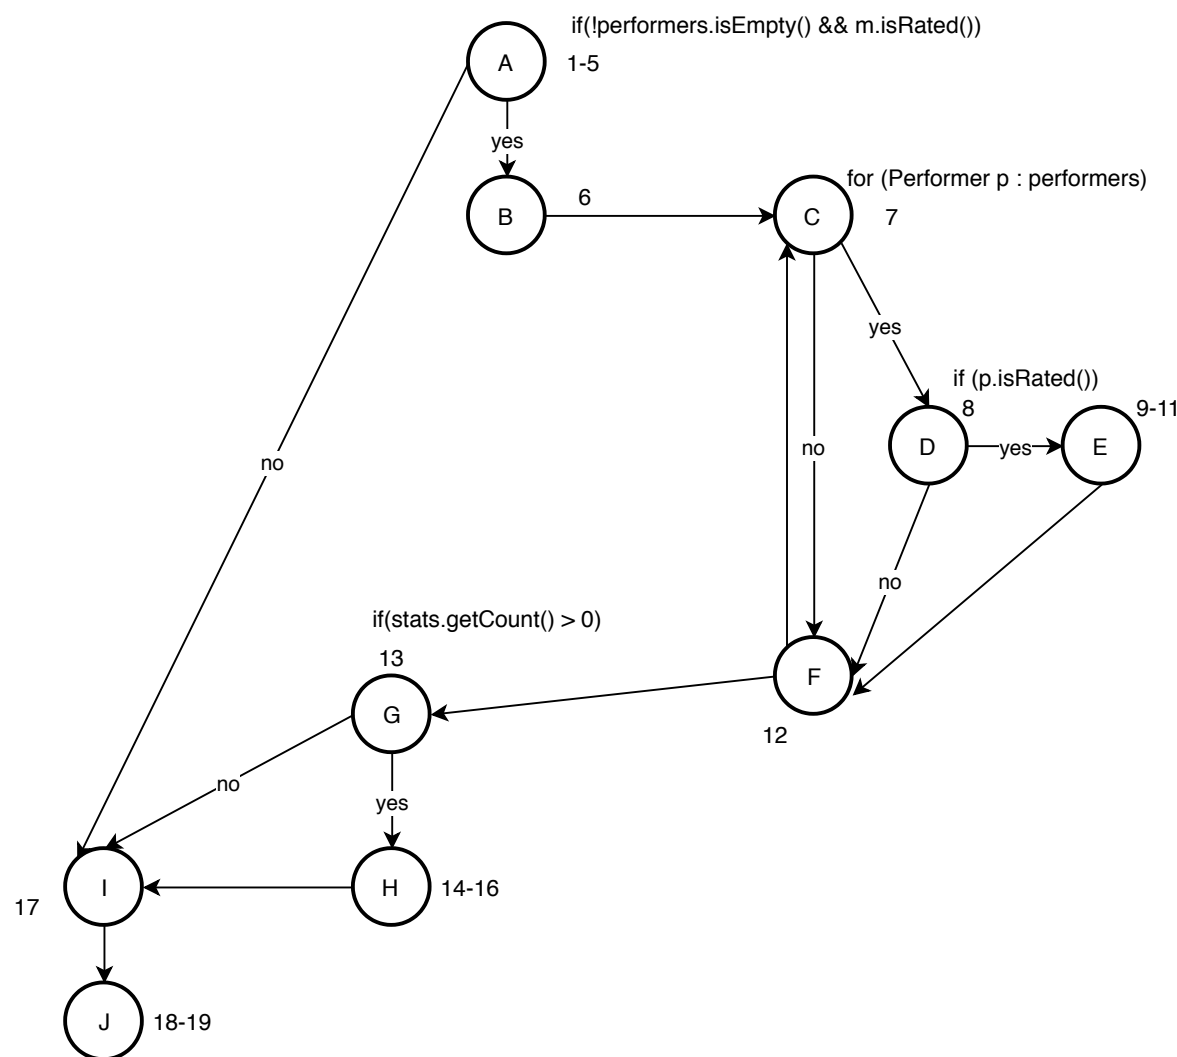 if(!performers.isEmpty() && m.isRated())
A
1-5
yes
for (Performer p : performers)
B
6
C
7
yes
if (p.isRated())
8
9-11
no
no
D
yes
E
no
if(stats.getCount() > 0)
13
F
G
12
no
yes
I
H
14-16
17
J
18-19